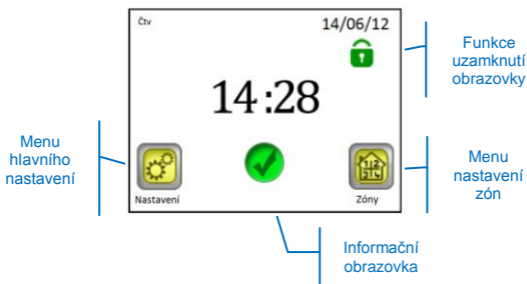 Čtv
14/06/12
14:28
Nastavení
Zóny
Funkce
uzamknutí
obrazovky
Menu
hlavního
nastavení
Menu
nastavení
zón
Informační
obrazovka